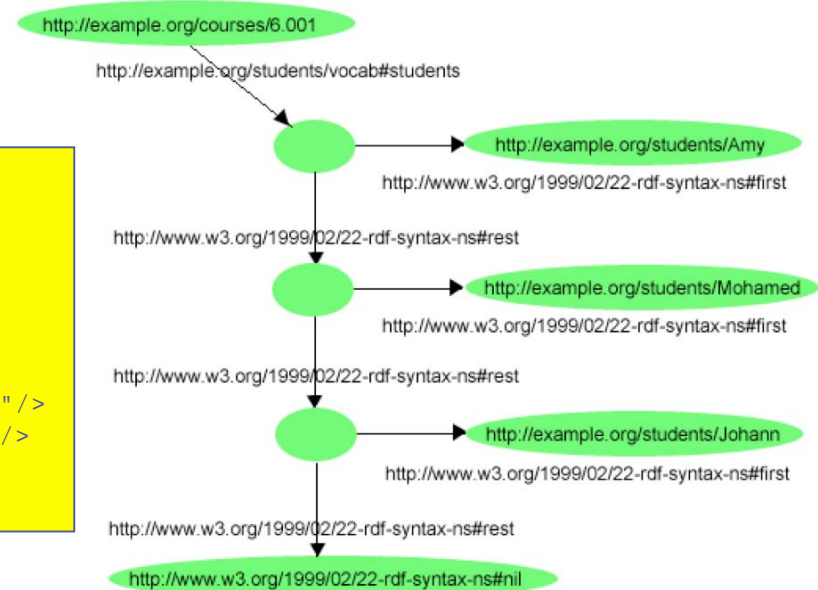 http://example.org/courses/6.001
http://example.org/students/vocab#students
http://example.org/students/Amy
http://www.w3.org/1999/02/22-rdf-syntax-ns#first
http://www.w3.org/1999/02/22-rdf-syntax-ns#rest
http://example.org/students/Mohamed
http://www.w3.org/1999/02/22-rdf-syntax-ns#first
http://www.w3.org/1999/02/22-rdf-syntax-ns#rest
"/>
/>
http://example.org/students/Johann
http://www.w3.org/1999/02/22-rdf-syntax-ns#first
http://www.w3.org/1999/02/22-rdf-syntax-ns#rest
http://www.w3.org/1999/02/22-rdf-syntax-ns#nil